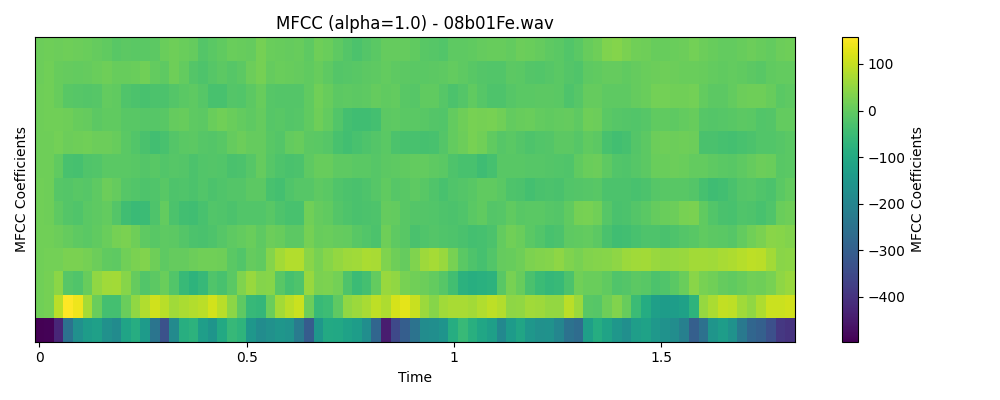 MFCC (alpha=1.0) - 08b01Fe.wav
MFCC Coefficients
0
0.5
1
1.5
Time
100
0
−100
−200
−300
−400
MFCC Coefficients